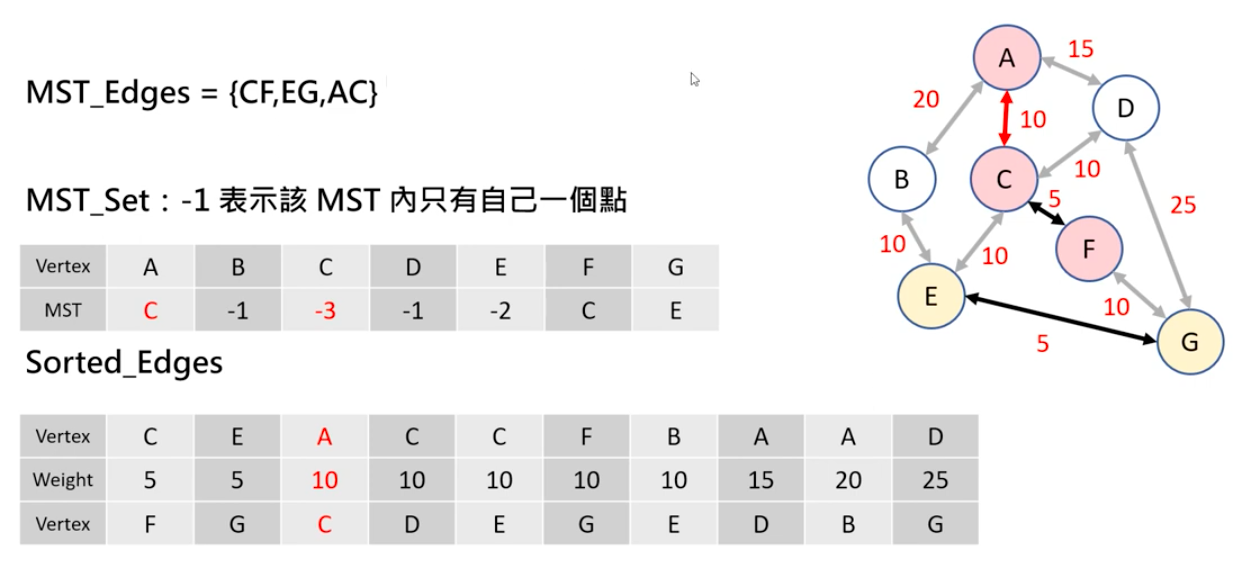 MST_Edges = {CF,EG,AC}
MST_Set：-1 表示該 MST 內只有自己一個點
Vertex A B C D E F G
MST C -1 -3 -1 -2 C E
Sorted_Edges
Vertex C E A C C F B A A D
Weight 5 5 10 10 10 10 10 15 20 25
Vertex F G C D E G E D B G
A
15
20
D
10
B
C
10
5
25
10
10
F
E
10
5
G